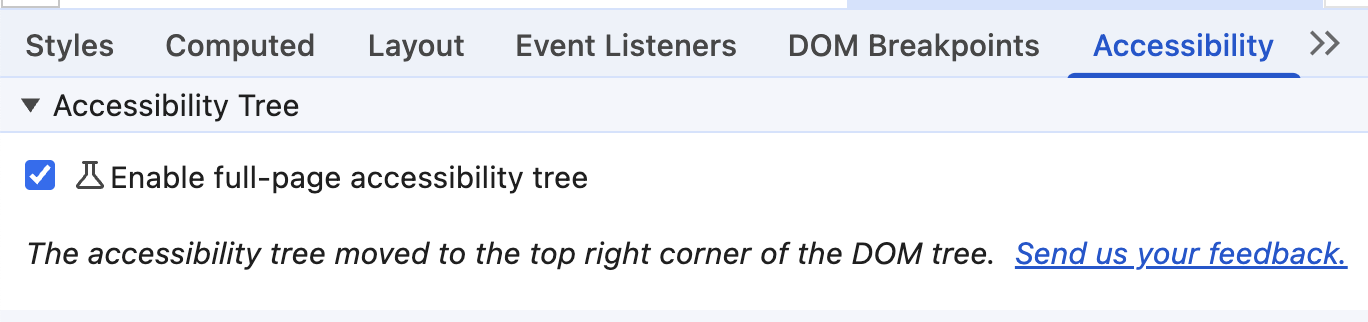 Styles Computed Layout Event Listeners DOM Breakpoints Accessibility
Accessibility Tree
Enable full-page accessibility tree
The accessibility tree moved to the top right corner of the DOM tree. Send us your feedback.